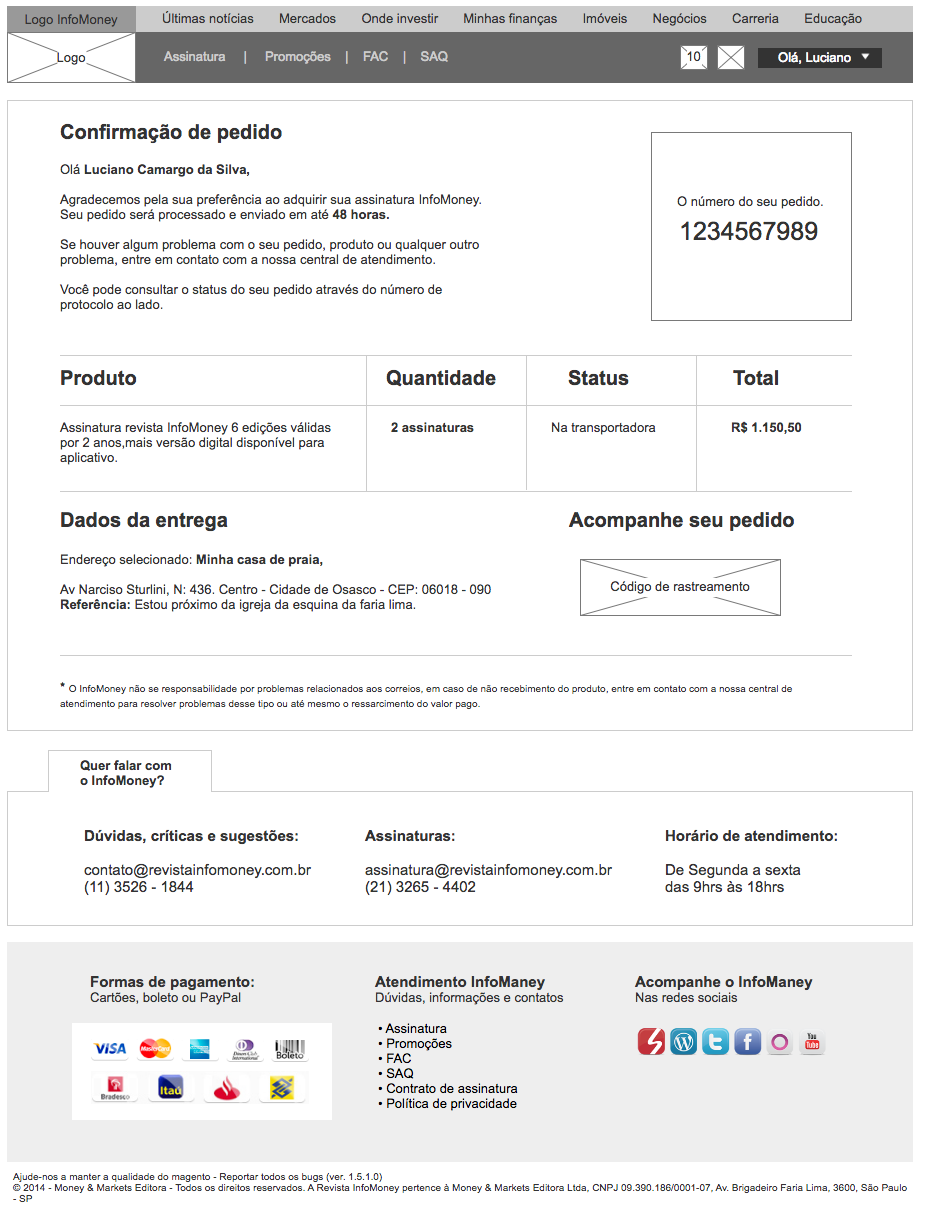 Logo InfoMoney Últimas notícias Mercados Onde investir Minhas finanças Imóveis Negócios Carreria Educação
Logo Assinatura | Promoções | FAC | SAQ 10 Olá, Luciano
Confirmação de pedido
Olá Luciano Camargo da Silva,
Agradecemos pela sua preferência ao adquirir sua assinatura InfoMoney.
Seu pedido será processado e enviado em até 48 horas.
Se houver algum problema com o seu pedido, produto ou qualquer outro
problema, entre em contato com a nossa central de atendimento.
Você pode consultar o status do seu pedido através do número de
protocolo ao lado.
O número do seu pedido.
1234567989
Produto Quantidade Status Total
Assinatura revista InfoMoney 6 edições válidas
por 2 anos,mais versão digital disponível para
aplicativo.
2 assinaturas
Na transportadora
R$ 1.150,50
Dados da entrega
Endereço selecionado: Minha casa de praia,
Av Narciso Sturlini, N: 436. Centro - Cidade de Osasco - CEP: 06018 - 090
Referência: Estou próximo da igreja da esquina da faria lima.
Acompanhe seu pedido
Código de rastreamento
* O InfoMoney não se responsabilidade por problemas relacionados aos correios, em caso de não recebimento do produto, entre em contato com a nossa central de
atendimento para resolver problemas desse tipo ou até mesmo o ressarcimento do valor pago.
Quer falar com
o InfoMoney?
Dúvidas, críticas e sugestões:
contato@revistainfomoney.com.br
(11) 3526 - 1844
Assinaturas:
assinatura@revistainfomoney.com.br
(21) 3265 - 4402
Horário de atendimento:
De Segunda a sexta
das 9hrs às 18hrs
Formas de pagamento:
Cartões, boleto ou PayPal
VISA MasterCard Diners Club International Boleto
Bradesco Itaú
Atendimento InfoManey
Dúvidas, informações e contatos
• Assinatura
• Promoções
• FAC
• SAQ
• Contrato de assinatura
• Política de privacidade
Acompanhe o InfoManey
Nas redes sociais
You Tube
Ajude-nos a manter a qualidade do magento - Reportar todos os bugs (ver. 1.5.1.0)
© 2014 - Money & Markets Editora - Todos os direitos reservados. A Revista InfoMoney pertence à Money & Markets Editora Ltda, CNPJ 09.390.186/0001-07, Av. Brigadeiro Faria Lima, 3600, São Paulo
- SP